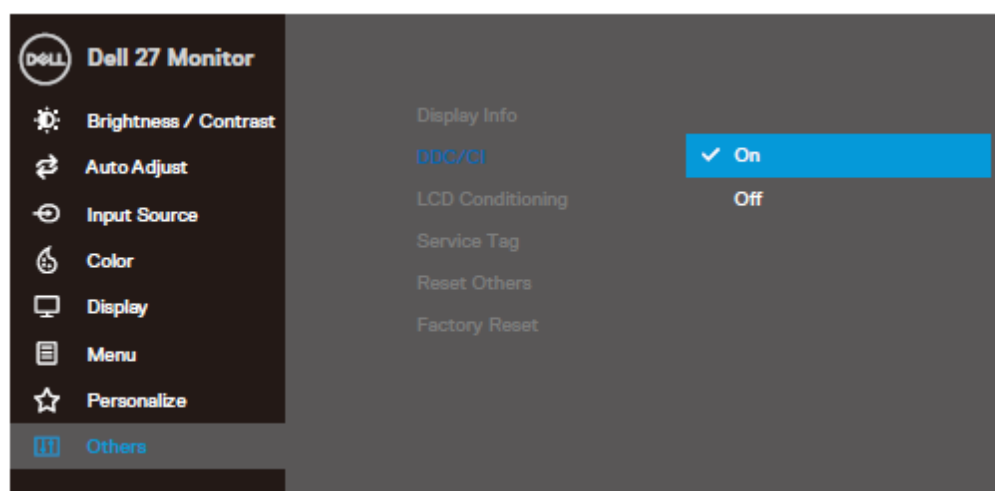 DELL Dell 27 Monitor
Brightness / Contrast
Auto Adjust
Input Source
Color
Display
Menu
Personalize
Others
Display Info
DDC/CI
LCD Conditioning
Service Tag
Reset Others
Factory Reset
On
Off